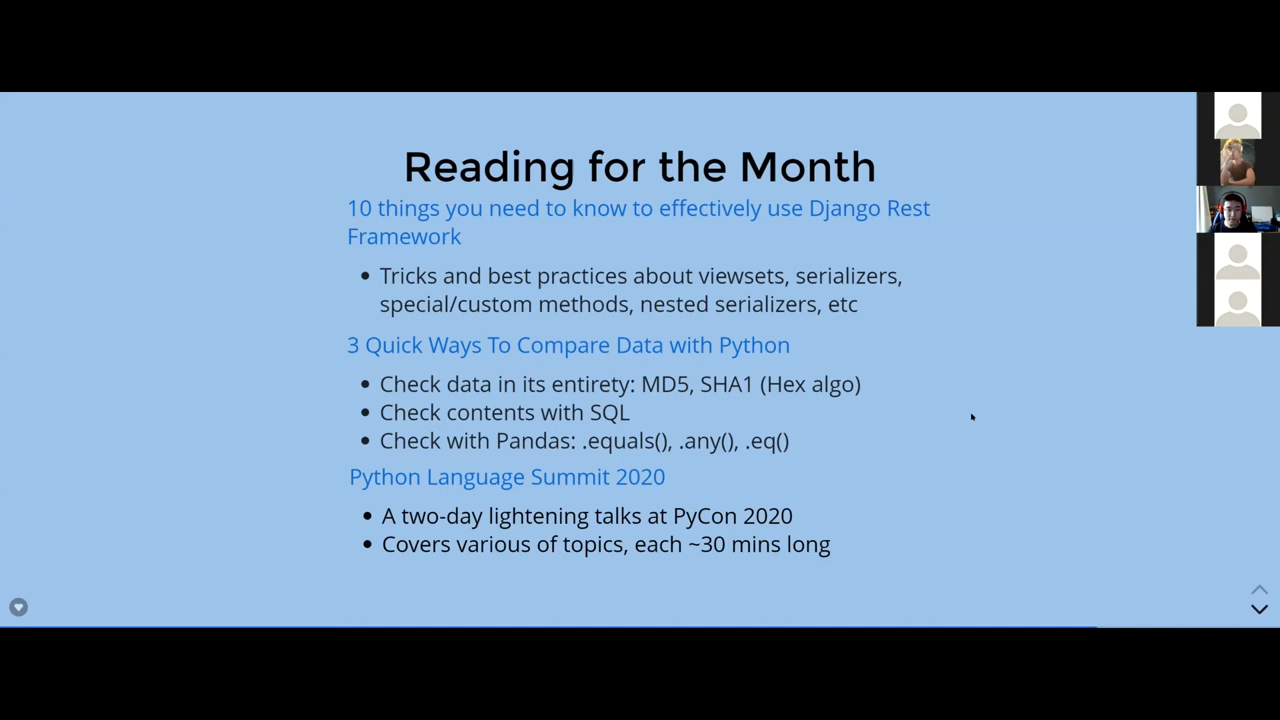 Reading for the Month
10 things you need to know to effectively use Django Rest
Framework
• Tricks and best practices about viewsets, serializers,
special/custom methods, nested serializers, etc
3 Quick Ways To Compare Data with Python
• Check data in its entirety: MD5, SHA1 (Hex algo)
• Check contents with SQL
• Check with Pandas: .equals(), .any(), .eq()
Python Language Summit 2020
• A two-day lightening talks at PyCon 2020
• Covers various of topics, each ~30 mins long